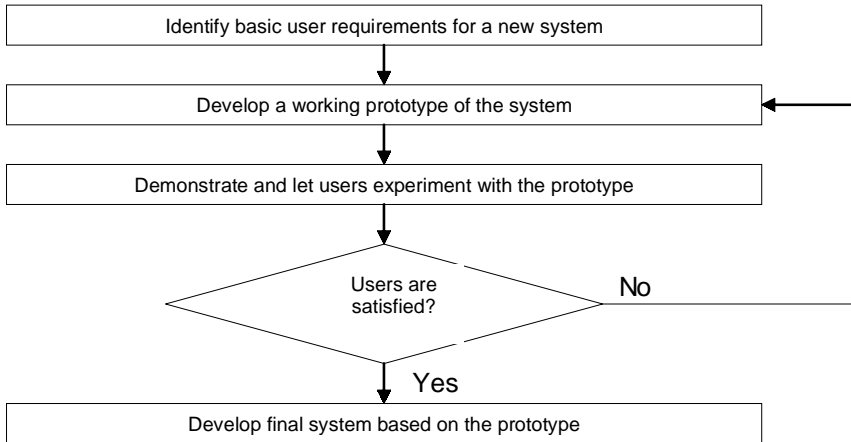 Identify basic user requirements for a new system
Develop a working prototype of the system
Demonstrate and let users experiment with the prototype
Users are
satisfied?
No
Yes
Develop final system based on the prototype